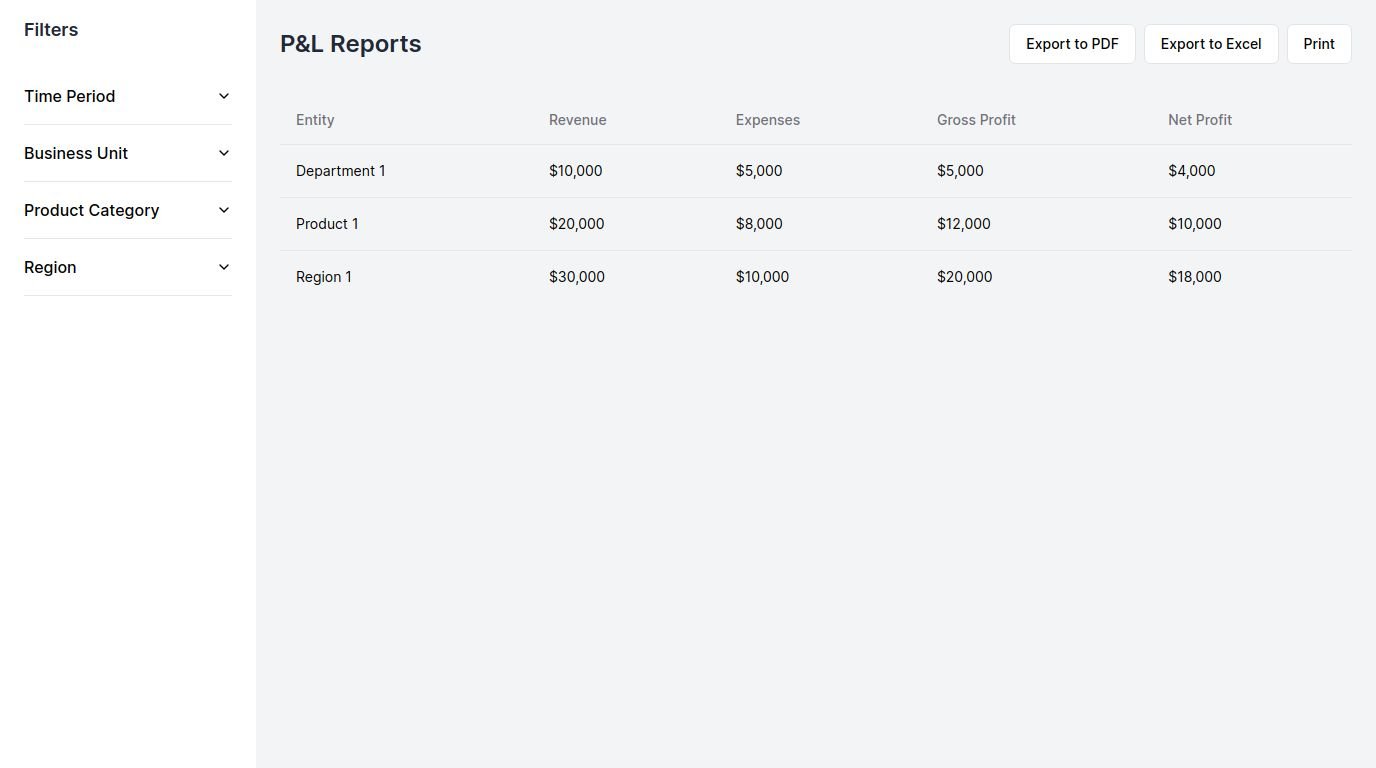 Filters
Time Period
Business Unit
Product Category
Region
P&L Reports
Export to PDF Export to Excel Print
Entity Revenue Expenses Gross Profit Net Profit
Department 1 $10,000 $5,000 $5,000 $4,000
Product 1 $20,000 $8,000 $12,000 $10,000
Region 1 $30,000 $10,000 $20,000 $18,000